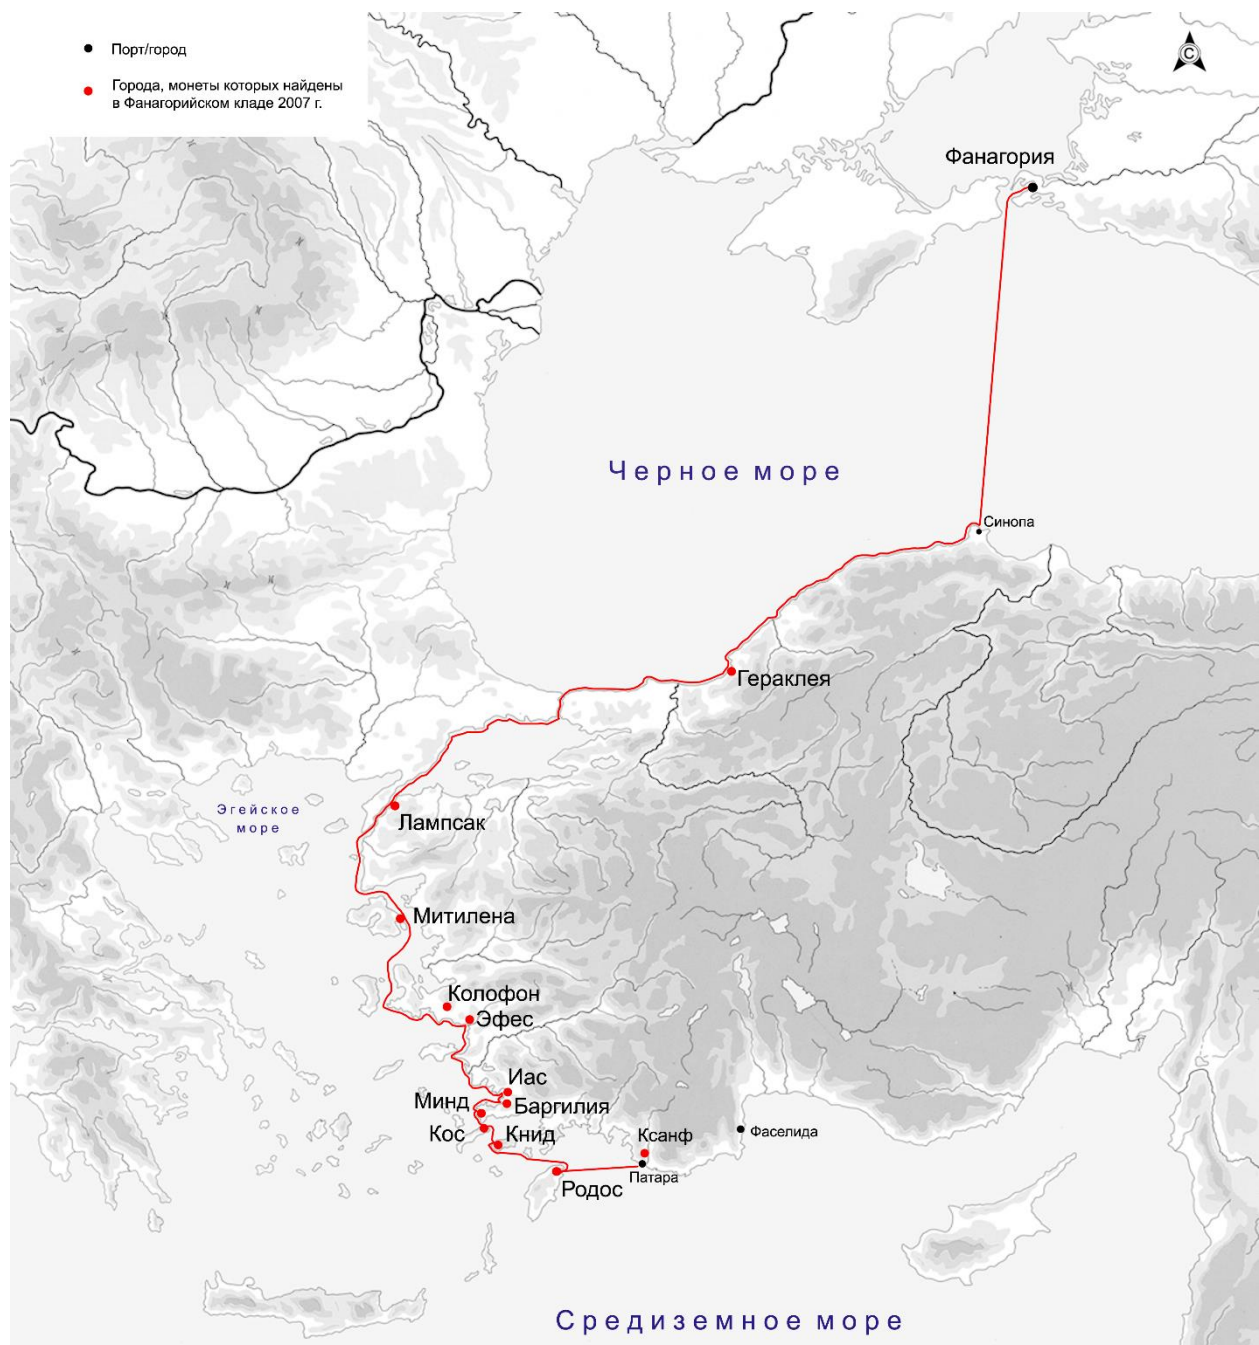 Порт/город
Города, монеты которых найдены
в Фанагорийском кладе 2007 г.
С
Фанагория
Черное море
Синопа
Гераклея
Эгейское
море
Лампсак
Митилена
Колофон
Эфес
Иас
Минд
Баргилия
Кос
Книд
Ксанф
Фаселида
Патара
Родос
Средиземное море